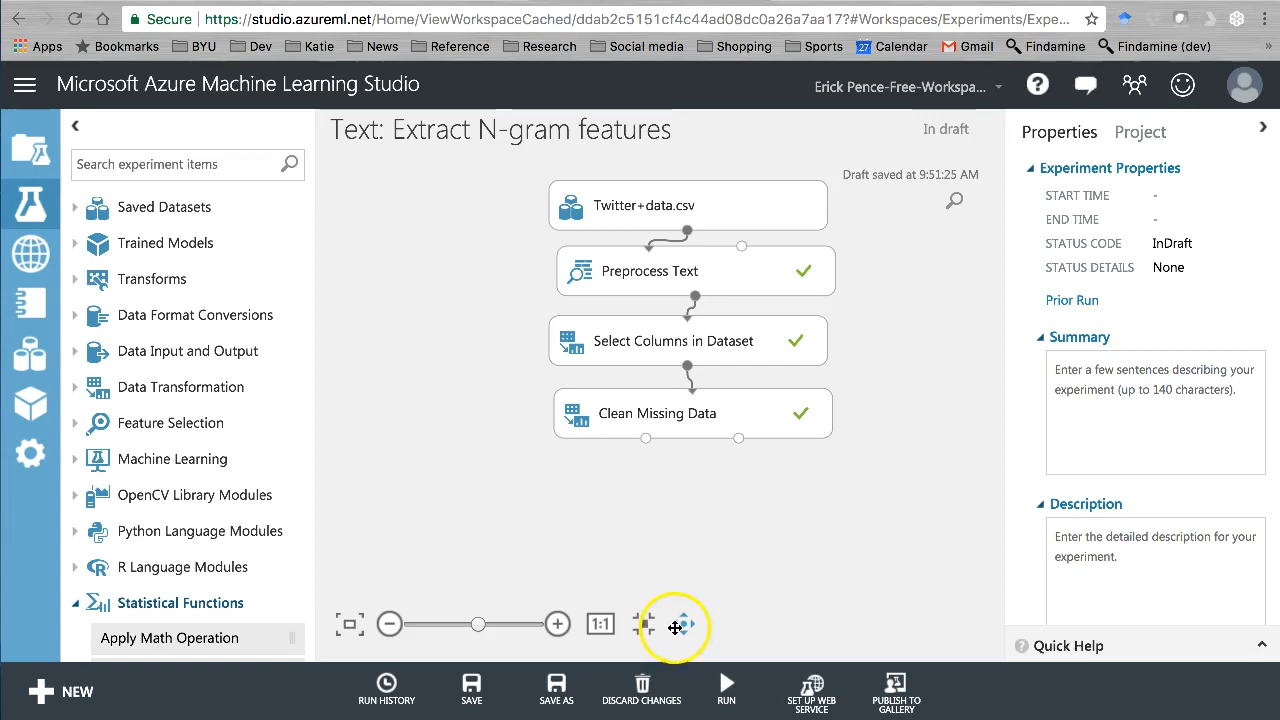 Secure
https://studio.azureml.net/Home/ViewWorkspaceCached/ddab2c5151cf4c44ad08dc0a26a7aa17?#Workspaces/Experiments/Expe...
Apps
Bookmarks
BYU
Dev
Katie
News
Reference
Research
Social media
Shopping
Sports
27
Calendar
Gmail
Findamine
Findamine (dev)
»
Microsoft Azure Machine Learning Studio
Erick Pence-Free-Workspa...
Search experiment items
Saved Datasets
Trained Models
Transforms
Data Format Conversions
Data Input and Output
Data Transformation
Feature Selection
Machine Learning
OpenCV Library Modules
Python Language Modules
R Language Modules
Statistical Functions
Apply Math Operation
Text: Extract N-gram features
In draft
Draft saved at 9:51:25 AM
Twitter+data.csv
Preprocess Text
Select Columns in Dataset
Clean Missing Data
1:1
Properties
Project
Experiment Properties
START TIME -
END TIME -
STATUS CODE InDraft
STATUS DETAILS None
Prior Run
Summary
Enter a few sentences describing your
experiment (up to 140 characters).
Description
Enter the detailed description for your
experiment.
Quick Help
NEW
RUN HISTORY
SAVE
SAVE AS
DISCARD CHANGES
RUN
SET UP WEB
SERVICE
PUBLISH TO
GALLERY